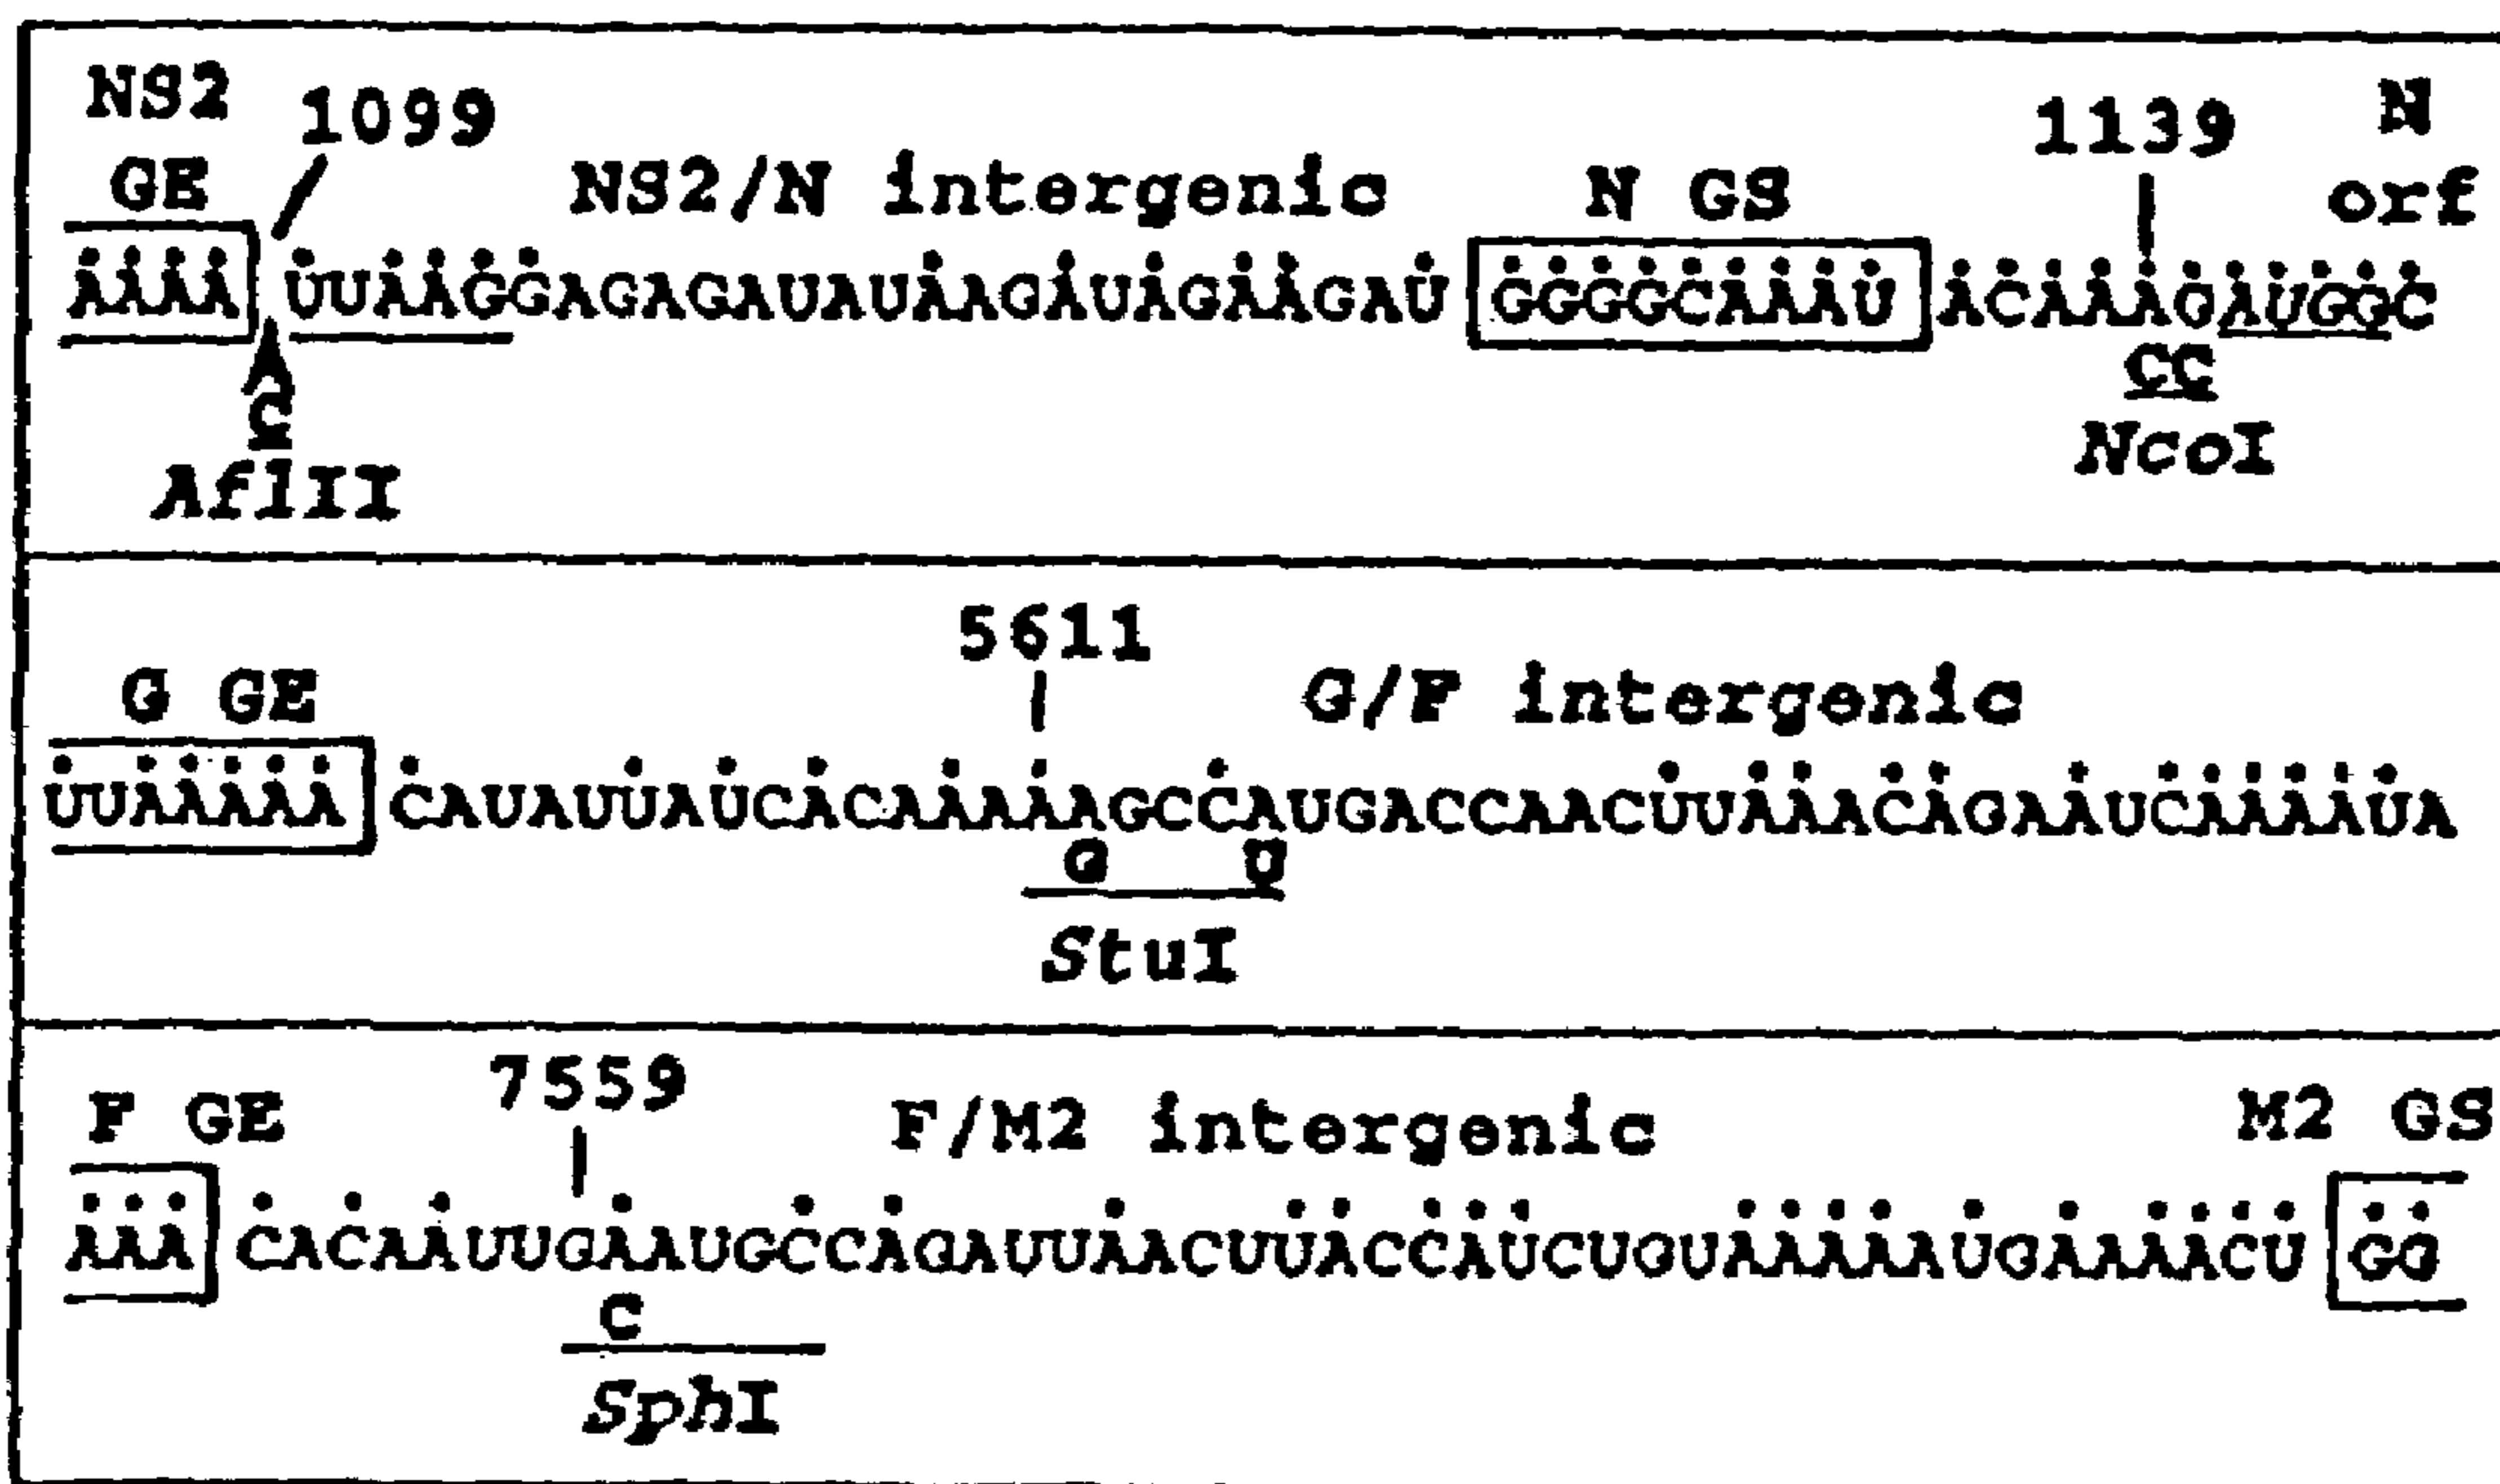 NS2 1099 1139 N
GE NS2/N intergenic N GS orf
AAAA UUAAGGAGAGAUAUAAGAUAGAAGAU GGGGCAAAU ACAAAGAUGGC
C CC
AflII NcoI
5611
G GE G/F intergenic
UUAAAAA CAUAUUAUCACAAAAAGCCAUGACCAACUUAAACAGAAUCAAAAUA
G U
StuI
7559
F GE F/M2 intergenic M2 GS
AAA CACAAUUGAAUGCCAGAUUAACUUACCAUCUGUAAAAAUGAAAACU GG
C
SphI